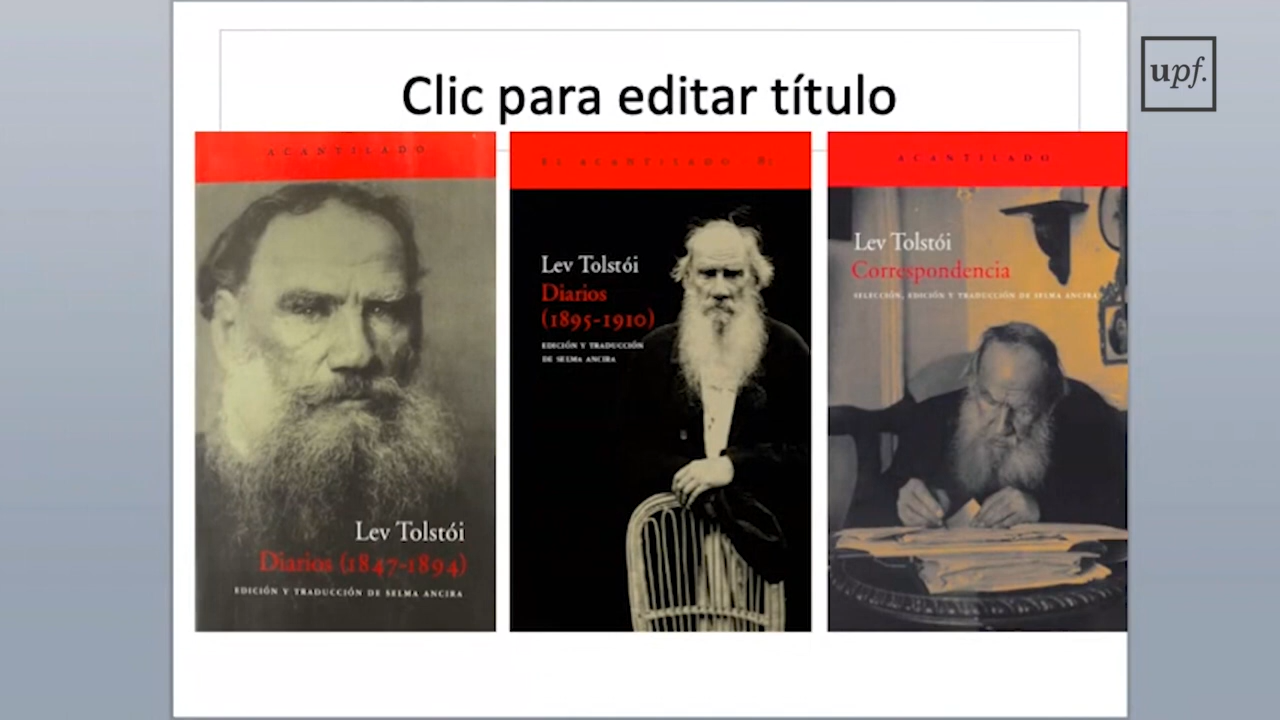 upf.
Clic para editar título
ACANTILADO
Lev Tolstói
Diarios (1847-1894)
EDICIÓN Y TRADUCCIÓN DE SELMA ANCIRA
EL ACANTILADO
Lev Tolstói
Diarios
(1895-1910)
EDICIÓN Y TRADUCCIÓN
DE SELMA ANCIRA
ACANTILADO
Lev Tolstói
Correspondencia
SELECCIÓN, EDICIÓN Y TRADUCCIÓN DE SELMA ANCIRA